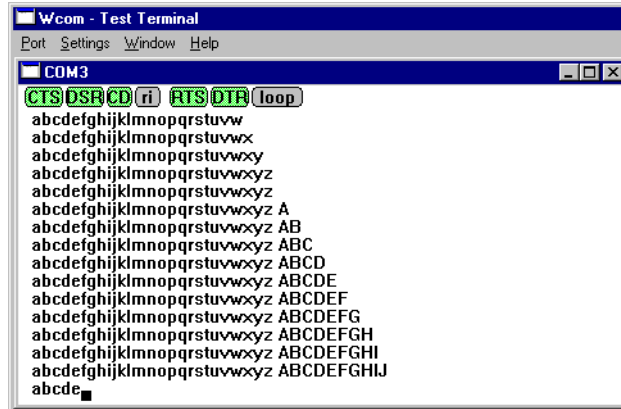 Wcom - Test Terminal
Port Settings Window Help
COM3
CTS DSR CD ri RTS DTR loop
abcdefghijklmnopqrstuvw
abcdefghijklmnopqrstuvwx
abcdefghijklmnopqrstuvwxy
abcdefghijklmnopqrstuvwxyz
abcdefghijklmnopqrstuvwxyz
abcdefghijklmnopqrstuvwxyz A
abcdefghijklmnopqrstuvwxyz AB
abcdefghijklmnopqrstuvwxyz ABC
abcdefghijklmnopqrstuvwxyz ABCD
abcdefghijklmnopqrstuvwxyz ABCDE
abcdefghijklmnopqrstuvwxyz ABCDEF
abcdefghijklmnopqrstuvwxyz ABCDEFG
abcdefghijklmnopqrstuvwxyz ABCDEFGH
abcdefghijklmnopqrstuvwxyz ABCDEFGHI
abcdefghijklmnopqrstuvwxyz ABCDEFGHIJ
abcde